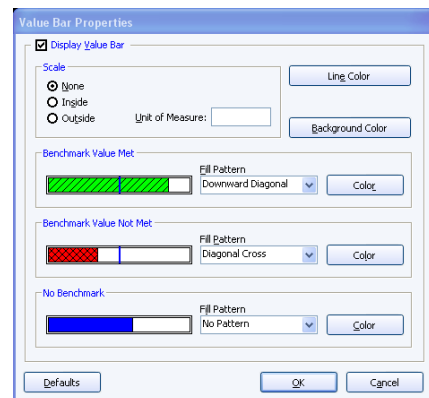 Value Bar Properties
Display Value Bar
Scale
None
Inside
Outside
Unit of Measure:
Line Color
Background Color
Benchmark Value Met
Fill Pattern
Downward Diagonal
Color
Benchmark Value Not Met
Fill Pattern
Diagonal Cross
Color
No Benchmark
Fill Pattern
No Pattern
Color
Defaults
OK
Cancel